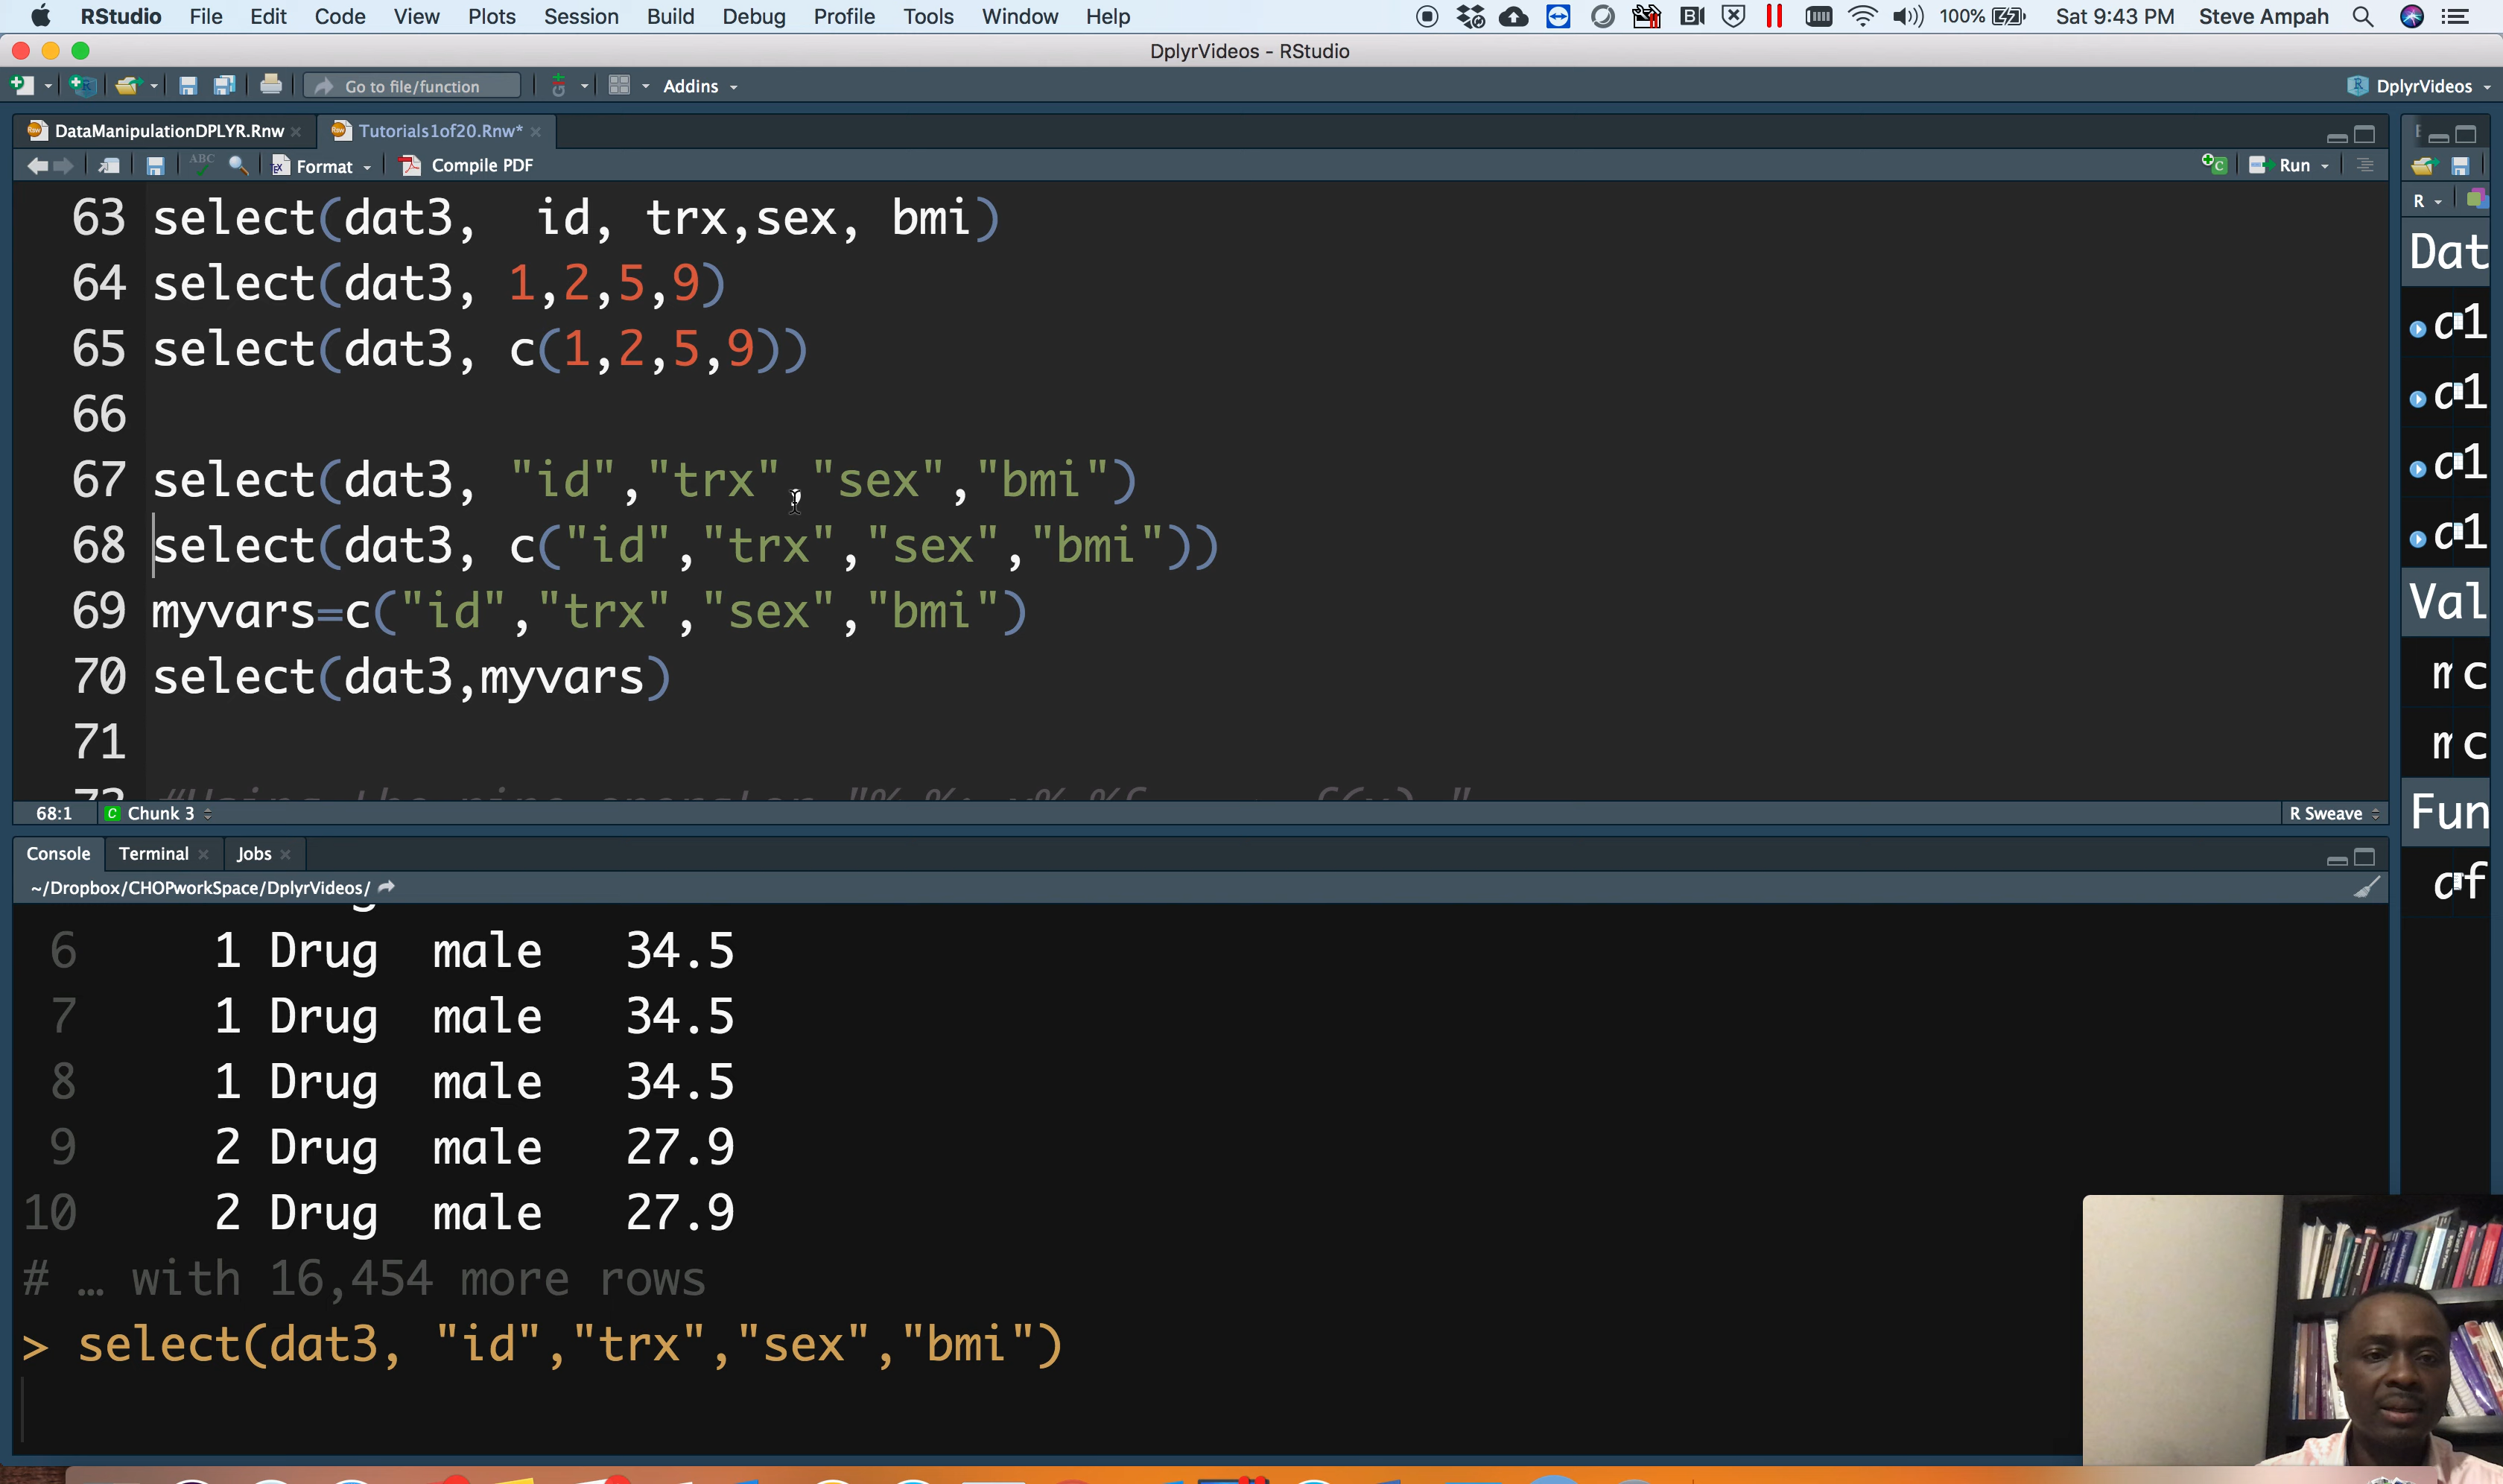 RStudio File Edit Code View Plots Session Build Debug Profile Tools Window Help 100% Sat 9:43 PM Steve Ampah
DplyrVideos - RStudio
Go to file/function Addins DplyrVideos
DataManipulationDPLYR.Rnw Tutorials1of20.Rnw*
ABC Format Compile PDF Run
R
63 select(dat3,  id, trx,sex, bmi)
64 select(dat3, 1,2,5,9)
65 select(dat3, c(1,2,5,9))
66
67 select(dat3, "id","trx","sex","bmi")
68 select(dat3, c("id","trx","sex","bmi"))
69 myvars=c("id","trx","sex","bmi")
70 select(dat3,myvars)
71
Dat
Val
Fun
68:1 Chunk 3 R Sweave
Console Terminal Jobs
~/Dropbox/CHOPworkSpace/DplyrVideos/
6 1 Drug male 34.5
7 1 Drug male 34.5
8 1 Drug male 34.5
9 2 Drug male 27.9
10 2 Drug male 27.9
# … with 16,454 more rows
> select(dat3, "id","trx","sex","bmi")